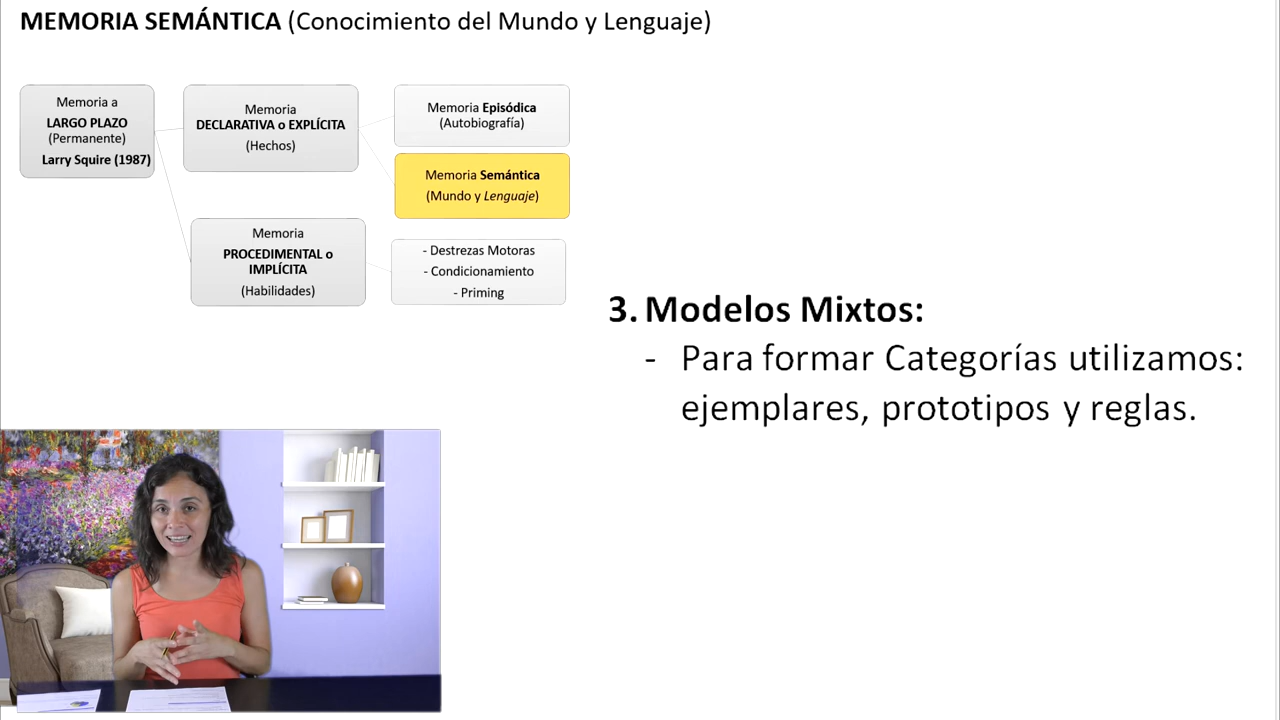 MEMORIA SEMÁNTICA (Conocimiento del Mundo y Lenguaje)
Memoria a
LARGO PLAZO
(Permanente)
Larry Squire (1987)
Memoria
DECLARATIVA o EXPLÍCITA
(Hechos)
Memoria Episódica
(Autobiografía)
Memoria Semántica
(Mundo y Lenguaje)
Memoria
PROCEDIMENTAL o
IMPLÍCITA
(Habilidades)
- Destrezas Motoras
- Condicionamiento
- Priming
3. Modelos Mixtos:
- Para formar Categorías utilizamos:
ejemplares, prototipos y reglas.